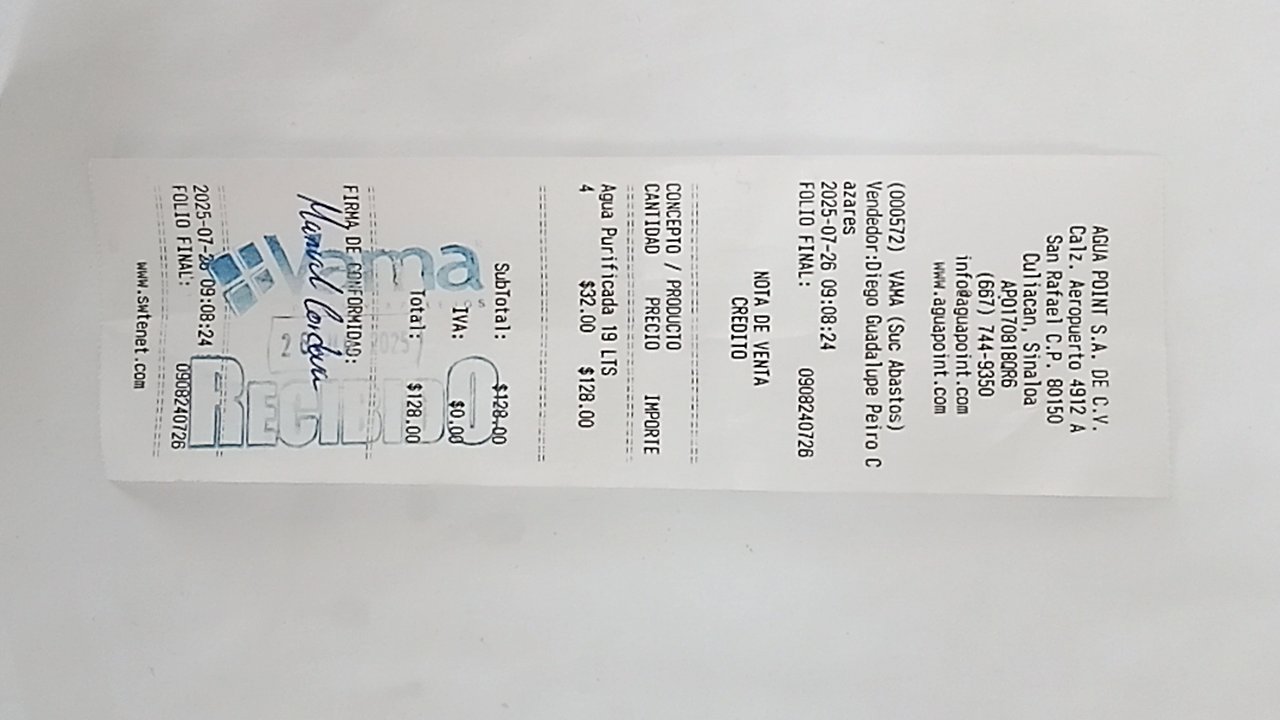 AGUA POINT S.A. DE C.V.
Calz. Aeropuerto 4912 A
San Rafael C.P. 80150
Culiacan, Sinaloa
APO170818QR6
(667) 744-9350
info@aguapoint.com
www.aguapoint.com
(000572) VAMA (Suc Abastos)
Vendedor:Diego Guadalupe Peiro C
azares
2025-07-26 09:08:24
FOLIO FINAL: 0908240726
NOTA DE VENTA
CREDITO
CONCEPTO / PRODUCTO
CANTIDAD PRECIO IMPORTE
Agua Purificada 19 LTS
4 $32.00 $128.00
SubTotal: $128.00
IVA: $0.00
Total: $128.00
vama
FIRMA DE CONFORMIDAD:
2025
RECIBIDO
2025-07-26 09:08:24
FOLIO FINAL: 0908240726
www.swtenet.com